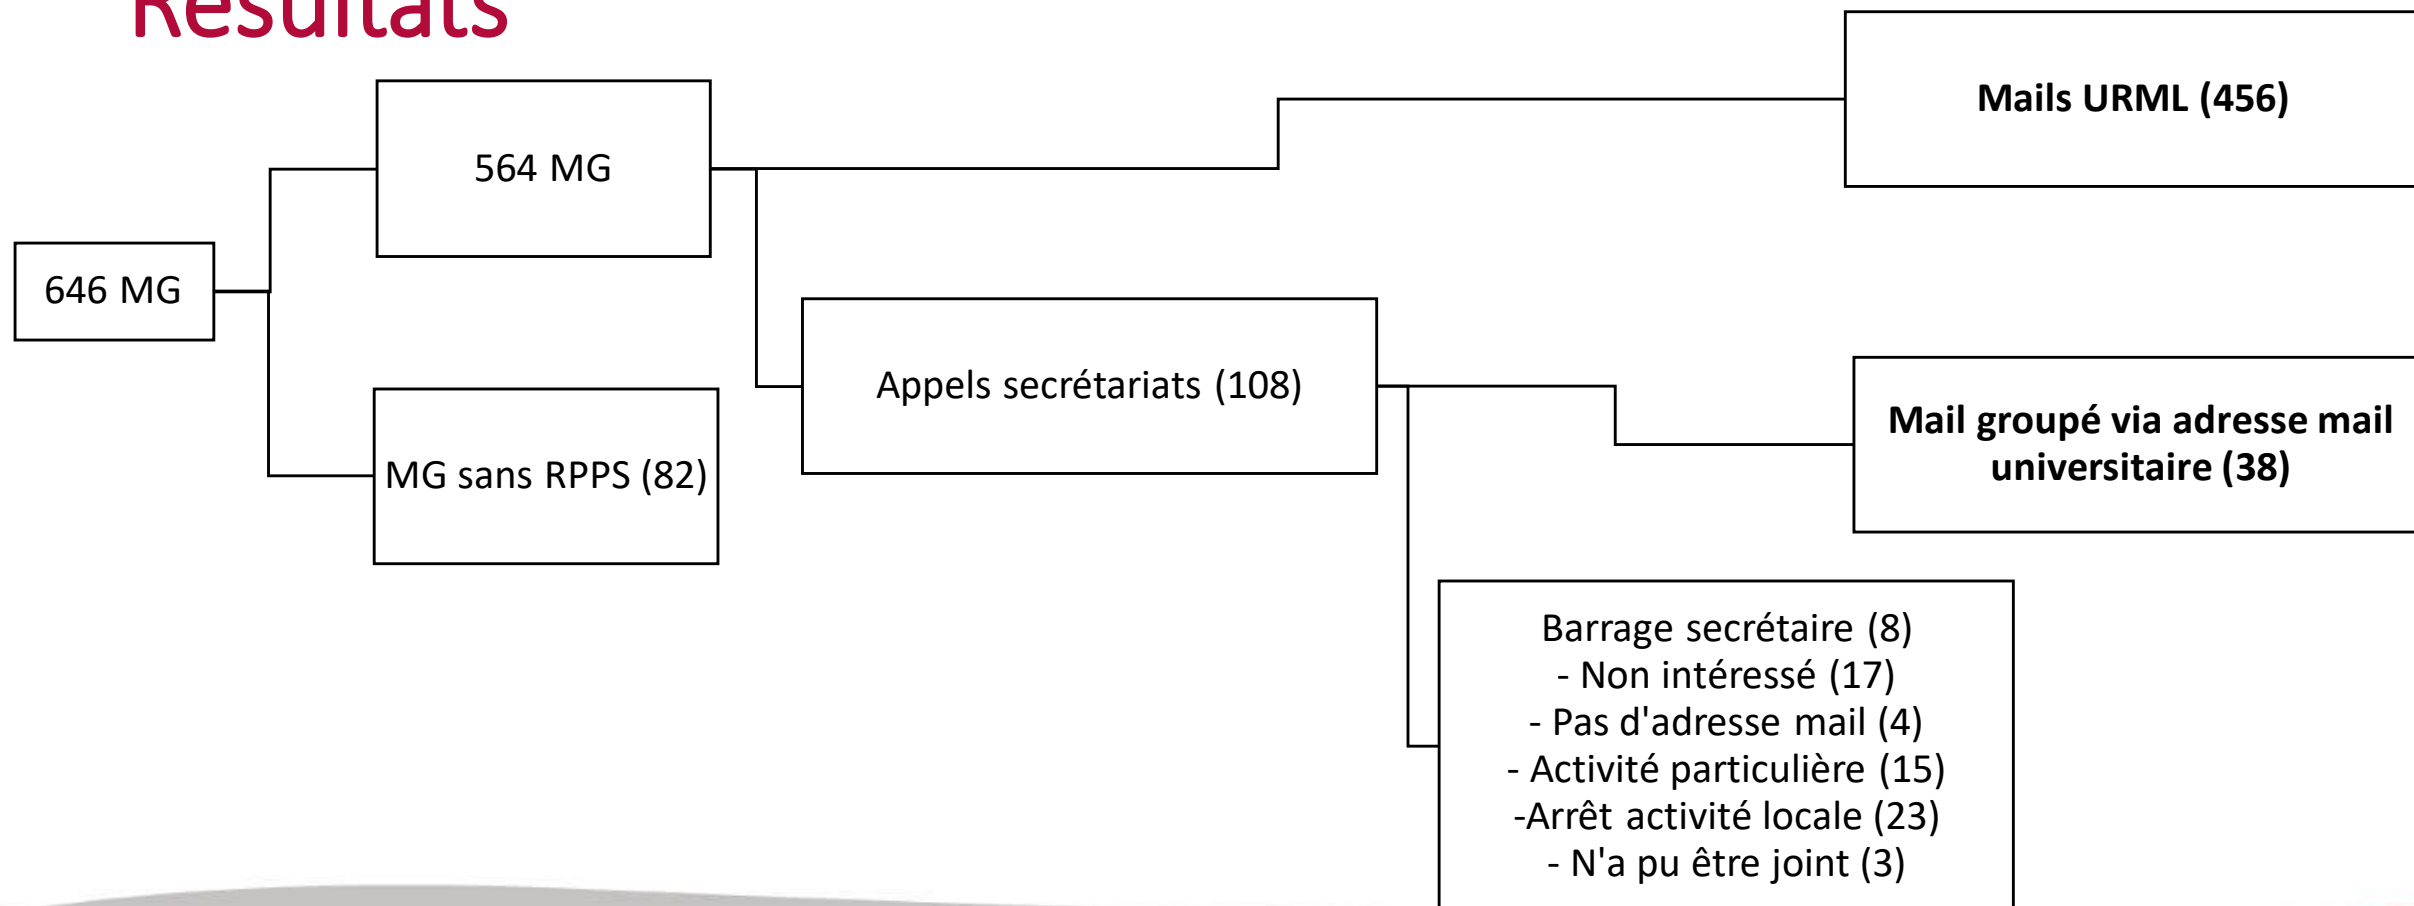 Résultats
Mails URML (456)
564 MG
646 MG
Appels secrétariats (108)
Mail groupé via adresse mail
universitaire (38)
MG sans RPPS (82)
Barrage secrétaire (8)
- Non intéressé (17)
- Pas d'adresse mail (4)
- Activité particulière (15)
-Arrêt activité locale (23)
- N'a pu être joint (3)